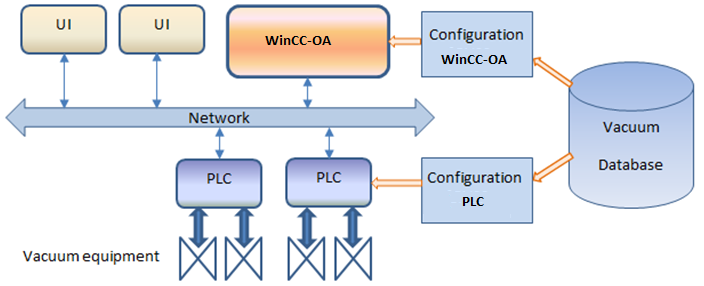 UI
UI
WinCC-OA
Configuration
WinCC-OA
Network
Vacuum
Database
PLC
PLC
Configuration
PLC
Vacuum equipment